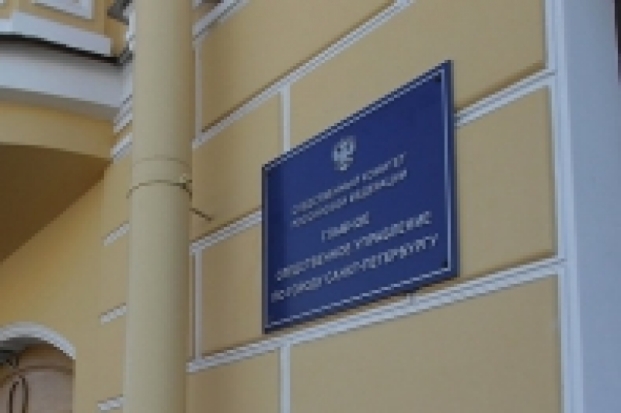 СЛЕДСТВЕННЫЙ КОМИТЕТ
РОССИЙСКОЙ ФЕДЕРАЦИИ
ГЛАВНОЕ
СЛЕДСТВЕННОЕ УПРАВЛЕНИЕ
ПО ГОРОДУ САНКТ-ПЕТЕРБУРГУ